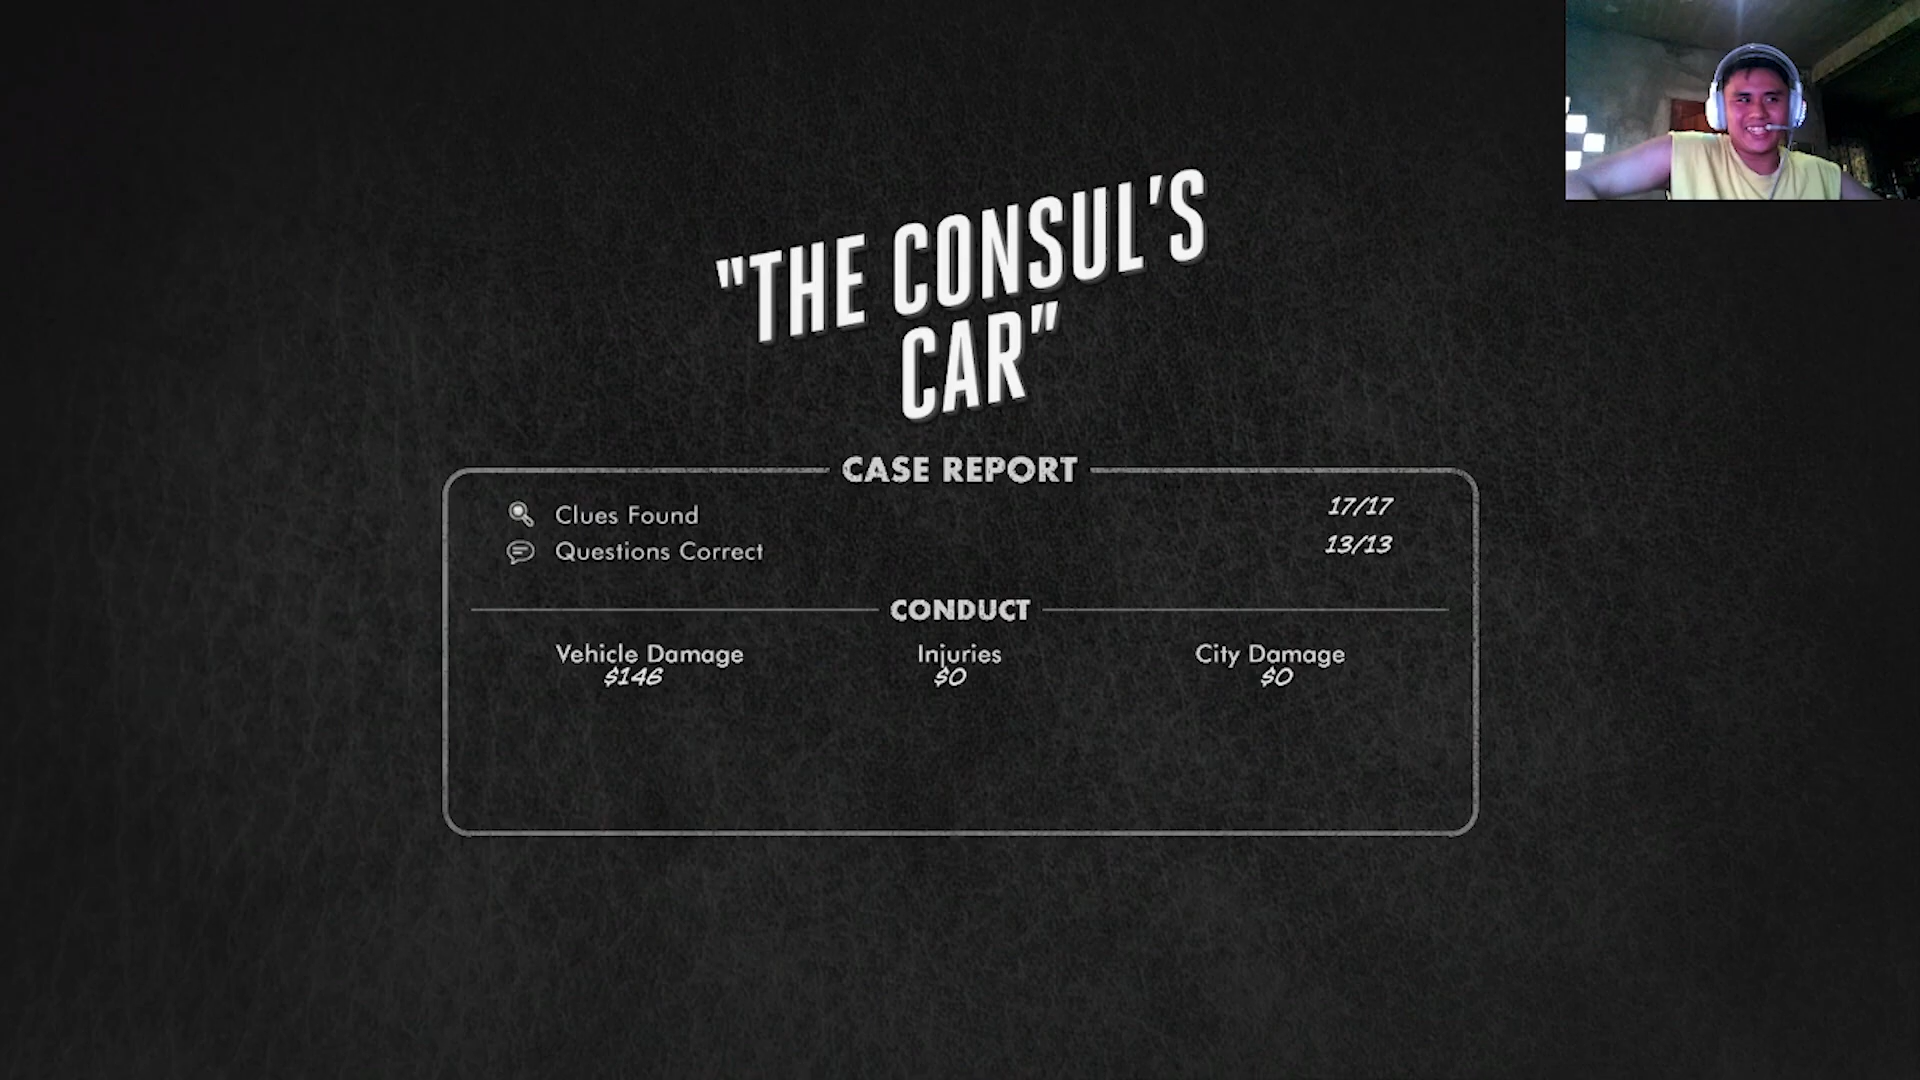 "THE CONSUL'S
CAR"
CASE REPORT
Clues Found 17/17
Questions Correct 13/13
CONDUCT
Vehicle Damage Injuries City Damage
$146 $0 $0